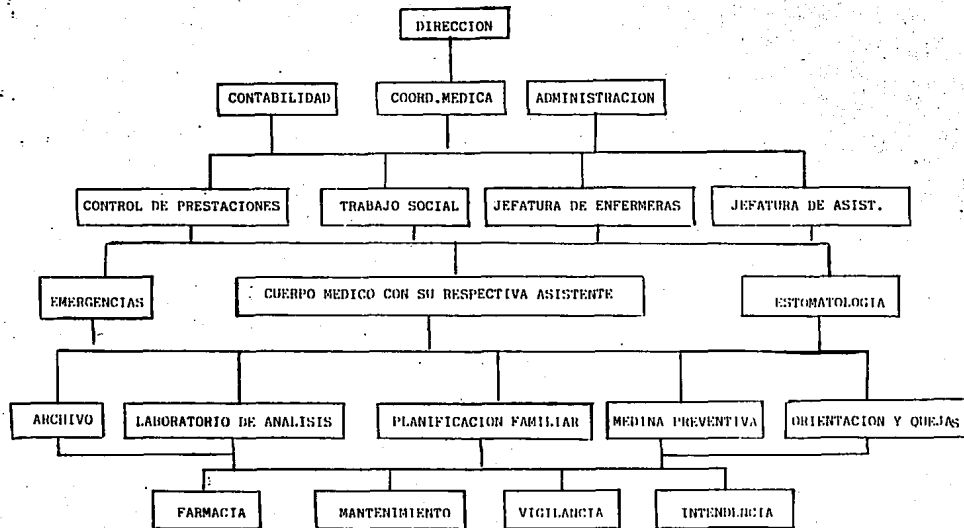 DIRECCION
CONTABILIDAD
COORD.MEDICA
ADMINISTRACION
CONTROL DE PRESTACIONES
TRABAJO SOCIAL
JEFATURA DE ENFERMERAS
JEFATURA DE ASIST.
EMERGENCIAS
CUERPO MEDICO CON SU RESPECTIVA ASISTENTE
ESTOMATOLOGIA
ARCHIVO
LABORATORIO DE ANALISIS
PLANIFICACION FAMILIAR
MEDINA PREVENTIVA
ORIENTACION Y QUEJAS
FARMACIA
MANTENIMIENTO
VIGILANCIA
INTENDENCIA